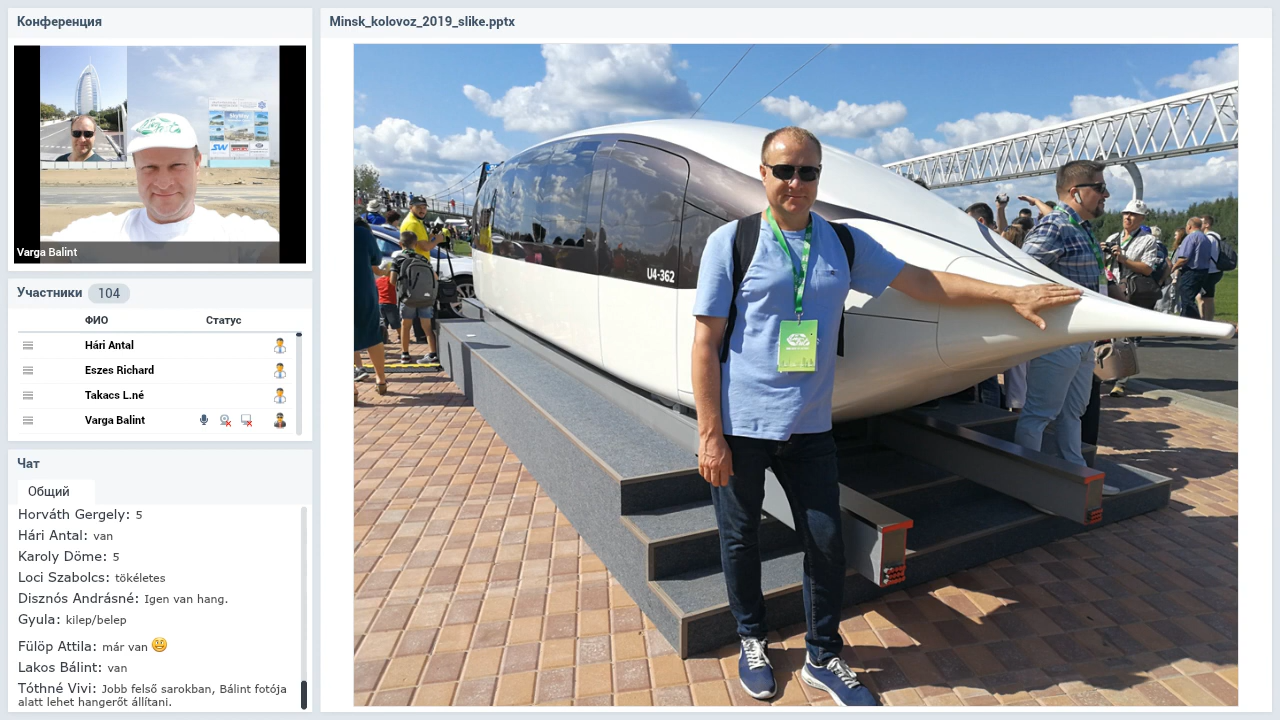 Конференция
Varga Balint
Участники 104
ФИО Статус
Hári Antal
Eszes Richard
Takacs L.né
Varga Balint
Чат
Общий
Horváth Gergely: 5
Hári Antal: van
Karoly Döme: 5
Loci Szabolcs: tökéletes
Disznós Andrásné: Igen van hang.
Gyula: kilep/belep
Fülöp Attila: már van
Lakos Bálint: van
Tóthné Vivi: Jobb felső sarokban, Bálint fotója
alatt lehet hangerőt állítani.
Minsk_kolovoz_2019_slike.pptx
U4-362
SkyWay
SW